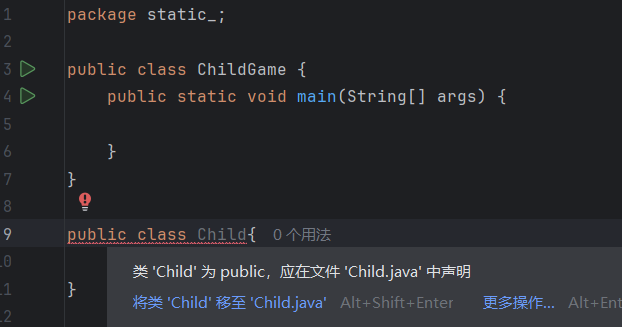 1 package static_;
2
3 public class ChildGame {
4 public static void main(String[] args) {
5
6 }
7 }
8
9 public class Child{ 0 个用法
10
类 'Child' 为 public，应在文件 'Child.java' 中声明
11 }
将类 'Child' 移至 'Child.java' Alt+Shift+Enter 更多操作... Alt+Ent
12